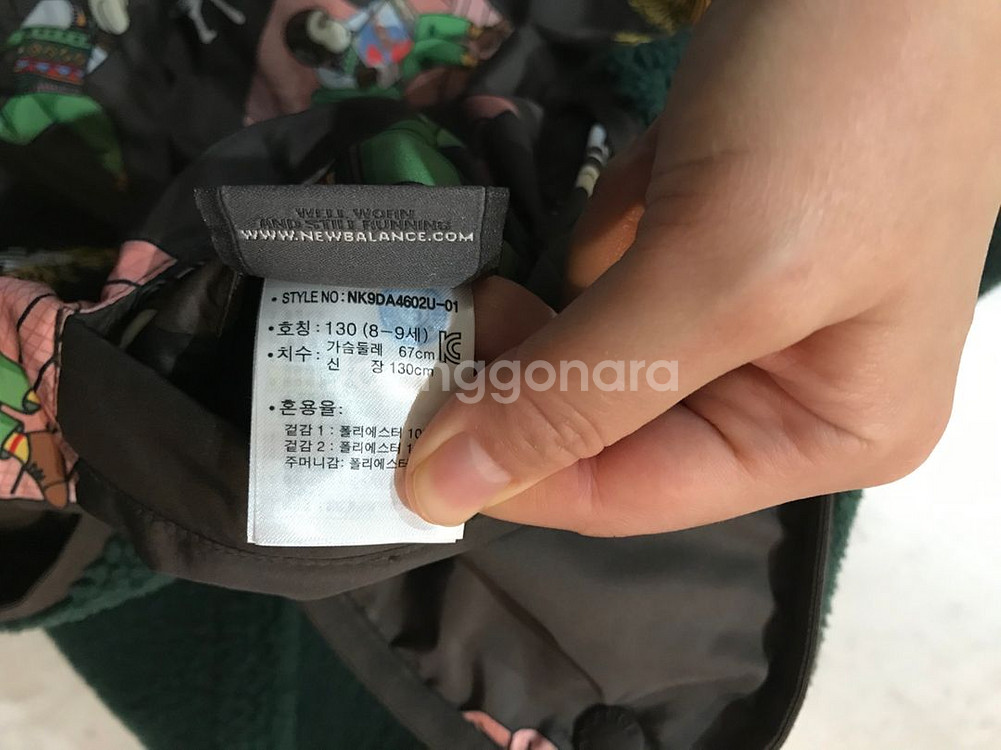 WELL WORN
AND STILL RUNNING
WWW.NEWBALANCE.COM
• STYLE NO : NK9DA4602U-01
• 호칭 : 130 (8-9세)
• 치수 : 가슴둘레 67cm
신 장 130cm
KC
nggonara
• 혼용율:
겉감 1 : 폴리에스터
겉감 2 : 폴리에스터
주머니감: 폴리에스터